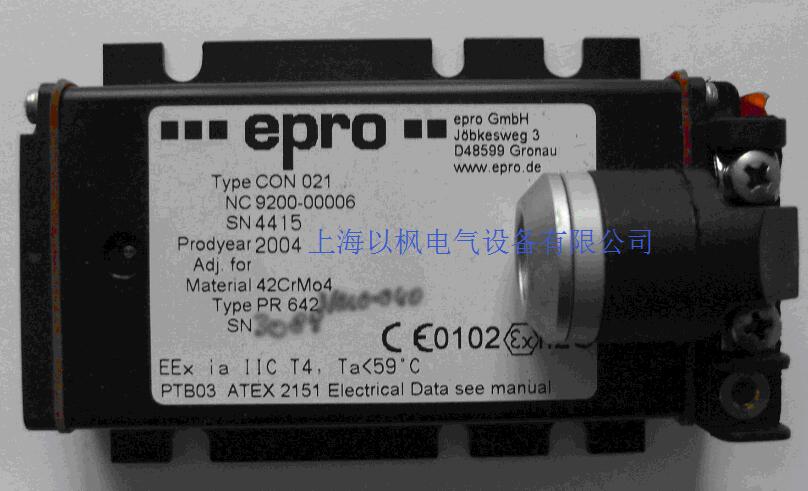 epro
epro GmbH
Jöbkesweg 3
D48599 Gronau
www.epro.de
Type CON 021
NC 9200-00006
SN 4415
Prodyear 2004
上海以枫电气设备有限公司
Adj. for
Material 42CrMo4
Type PR 642
SN
CE0102 Ex
EEx ia IIC T4, Ta<59°C
PTB03 ATEX 2151 Electrical Data see manual